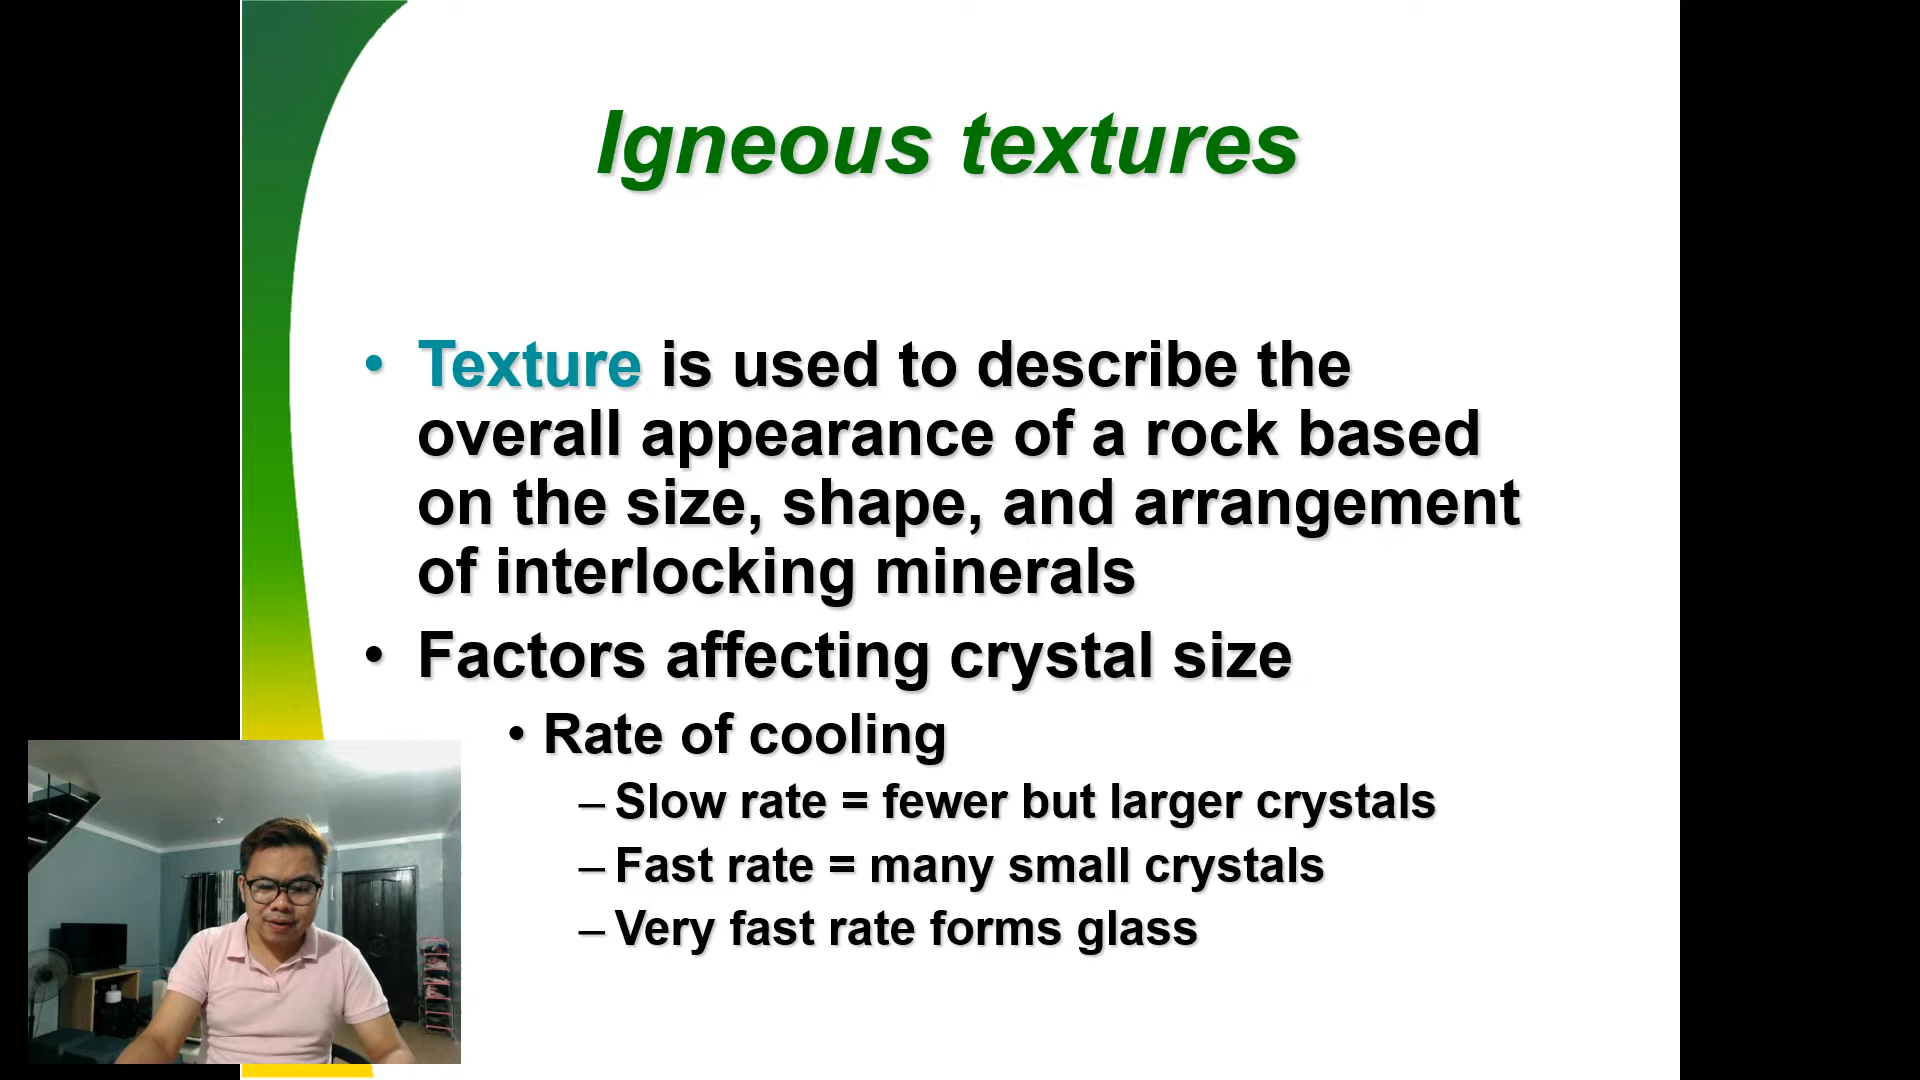 Igneous textures
• Texture is used to describe the
overall appearance of a rock based
on the size, shape, and arrangement
of interlocking minerals
• Factors affecting crystal size
• Rate of cooling
– Slow rate = fewer but larger crystals
– Fast rate = many small crystals
– Very fast rate forms glass